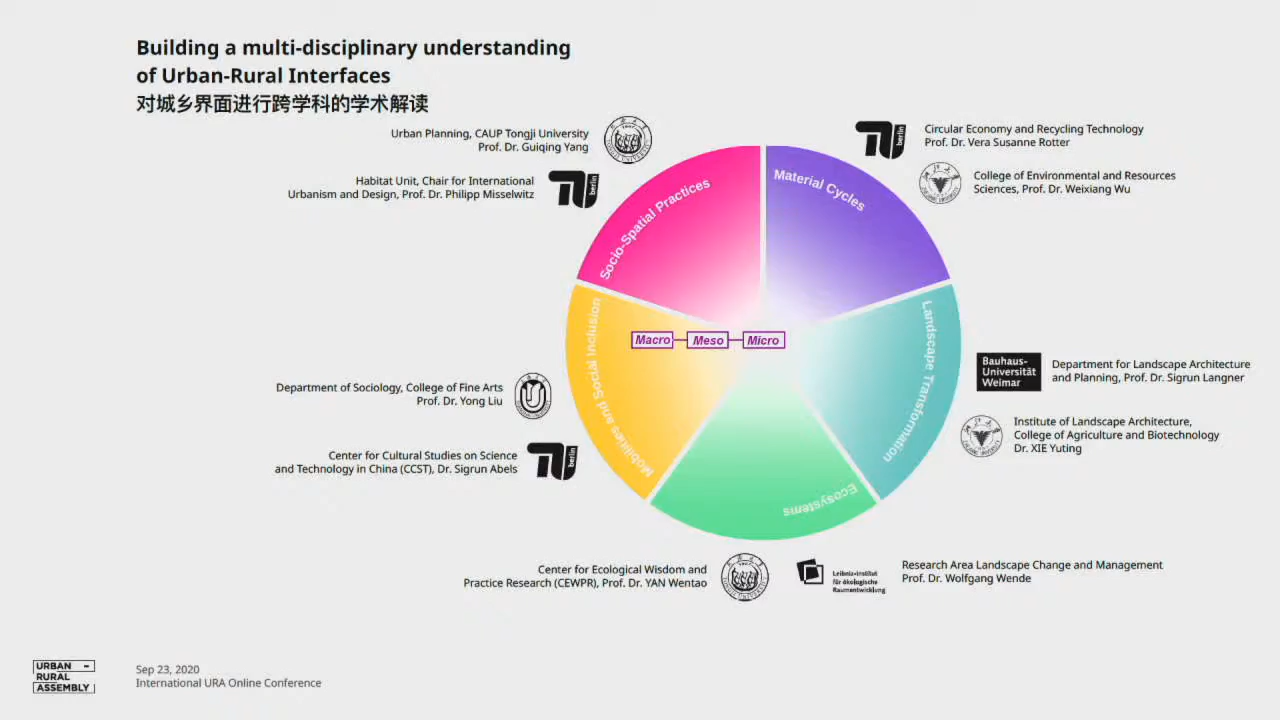 Building a multi-disciplinary understanding
of Urban-Rural Interfaces
对城乡界面进行跨学科的学术解读
Urban Planning, CAUP Tongji University
Prof. Dr. Guiqing Yang
Habitat Unit, Chair for International
Urbanism and Design, Prof. Dr. Philipp Misselwitz
berlin
berlin
Circular Economy and Recycling Technology
Prof. Dr. Vera Susanne Rotter
College of Environmental and Resources
Sciences, Prof. Dr. Weixiang Wu
Socio-Spatial Practices
Material Cycles
Mobilities and Social Inclusion
Landscape Transformation
Ecosystems
Macro
Meso
Micro
Department of Sociology, College of Fine Arts
Prof. Dr. Yong Liu
Center for Cultural Studies on Science
and Technology in China (CCST), Dr. Sigrun Abels
berlin
Bauhaus-
Universität
Weimar
Department for Landscape Architecture
and Planning, Prof. Dr. Sigrun Langner
Institute of Landscape Architecture,
College of Agriculture and Biotechnology
Dr. XIE Yuting
Center for Ecological Wisdom and
Practice Research (CEWPR), Prof. Dr. YAN Wentao
Leibniz-Institut
für ökologische
Raumentwicklung
Research Area Landscape Change and Management
Prof. Dr. Wolfgang Wende
URBAN –
RURAL
ASSEMBLY
Sep 23, 2020
International URA Online Conference